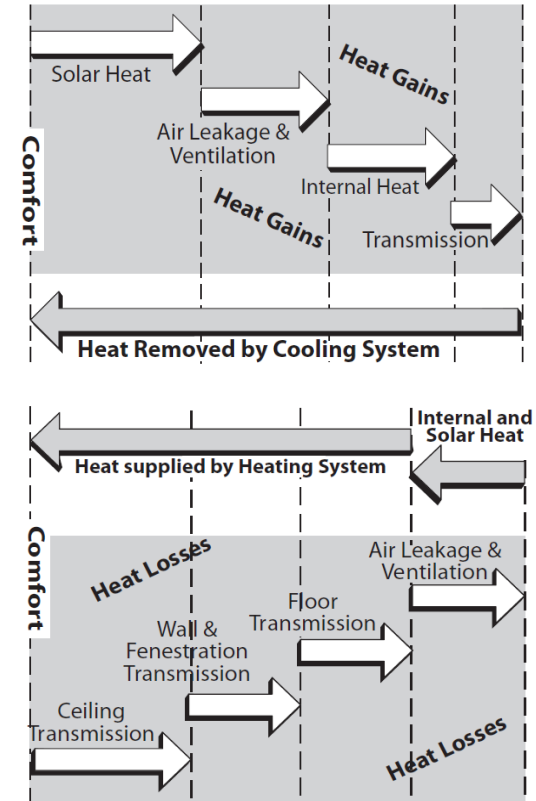 Heat Gains
Solar Heat
Air Leakage &
Ventilation
Comfort
Internal Heat
Heat Gains
Transmission
Heat Removed by Cooling System
Internal and
Solar Heat
Heat supplied by Heating System
Comfort
Heat Losses
Air Leakage &
Ventilation
Floor
Transmission
Wall &
Fenestration
Transmission
Ceiling
Transmission
Heat Losses